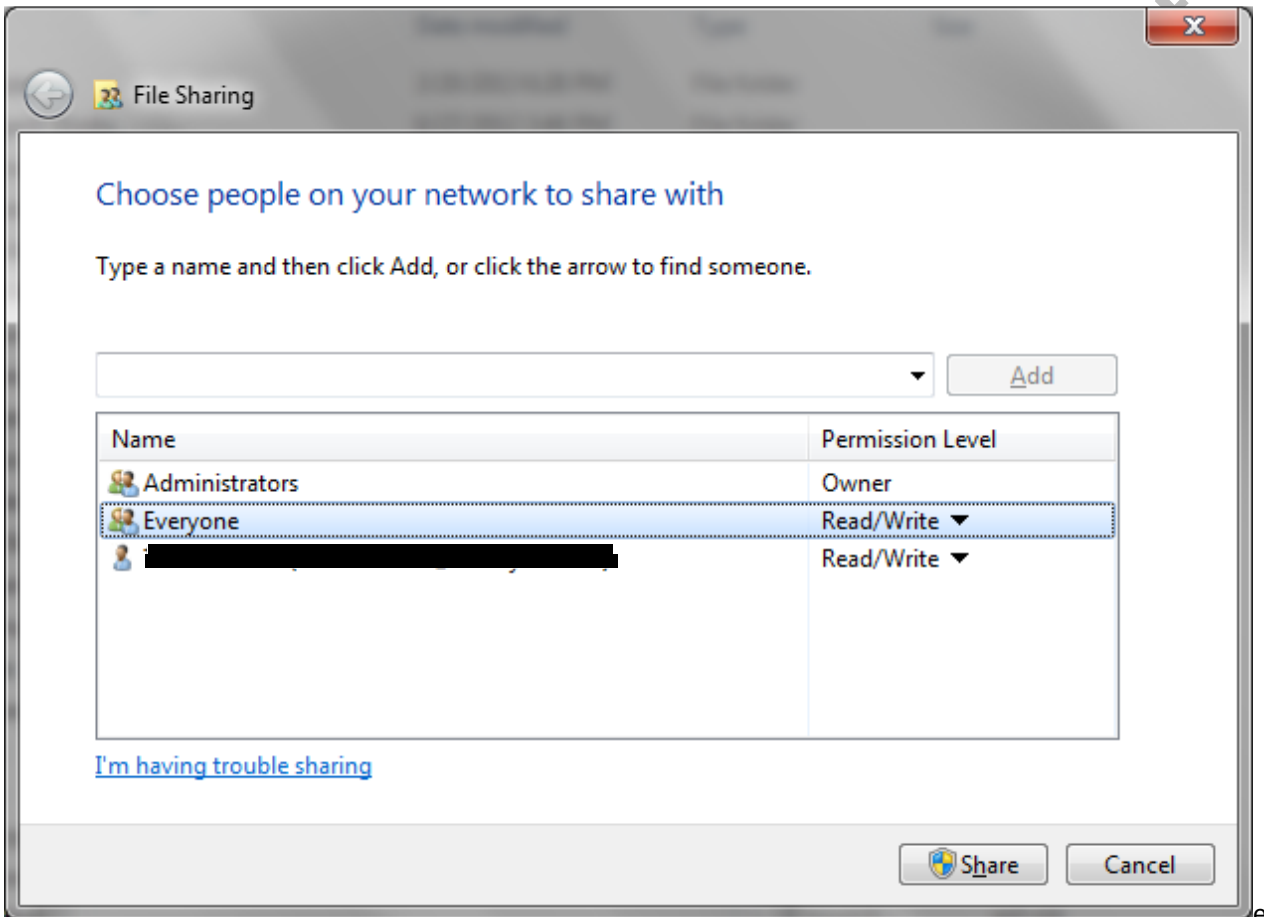 File Sharing
Choose people on your network to share with
Type a name and then click Add, or click the arrow to find someone.
Add
Name Permission Level
Administrators Owner
Everyone Read/Write
Read/Write
I'm having trouble sharing
Share Cancel
e